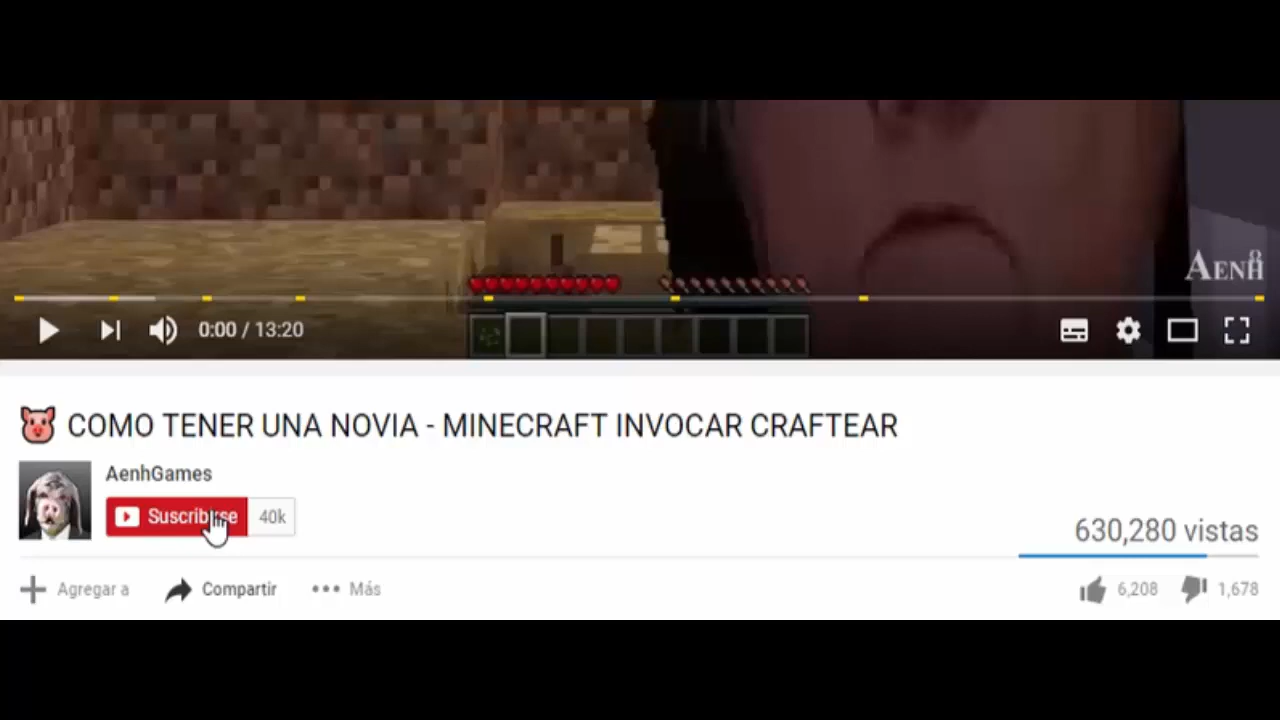 AENH
0:00 / 13:20
COMO TENER UNA NOVIA - MINECRAFT INVOCAR CRAFTEAR
AenhGames
Suscribirse 40k
630,280 vistas
Agregar a Compartir Más 6,208 1,678